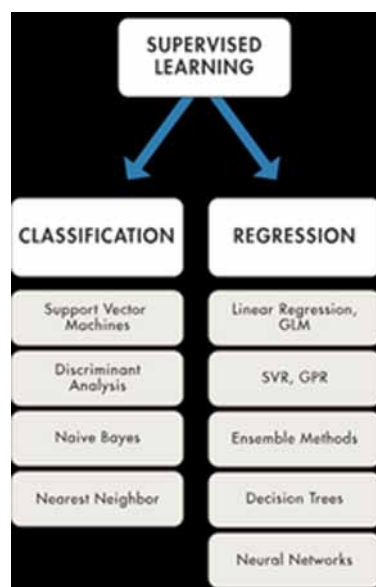 SUPERVISED
LEARNING
CLASSIFICATION
Support Vector
Machines
Discriminant
Analysis
Naive Bayes
Nearest Neighbor
REGRESSION
Linear Regression,
GLM
SVR, GPR
Ensemble Methods
Decision Trees
Neural Networks